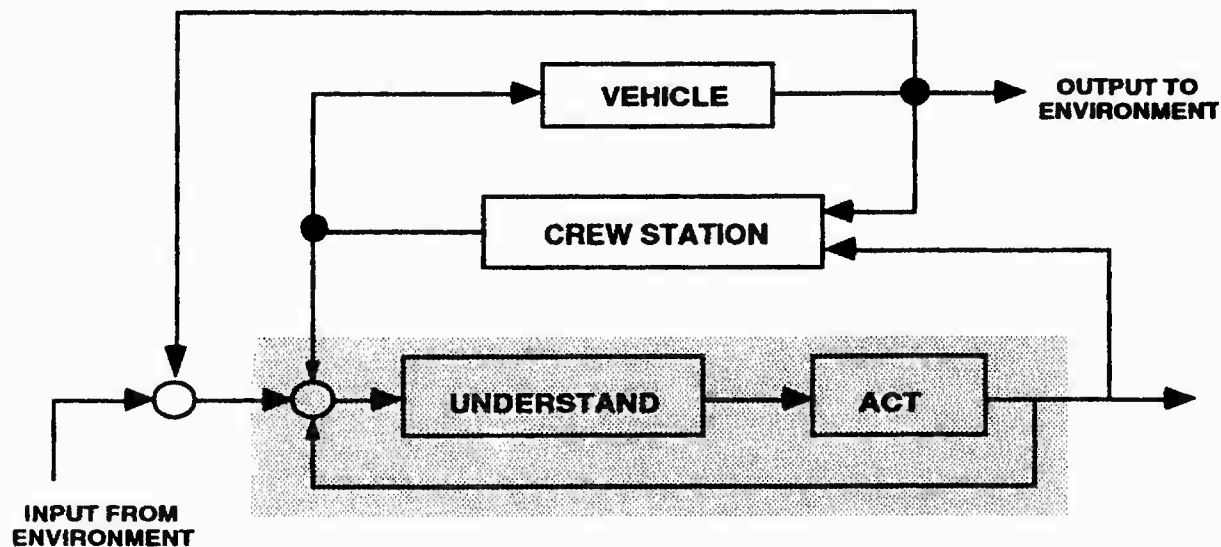 VEHICLE
OUTPUT TO
ENVIRONMENT
CREW STATION
UNDERSTAND
ACT
INPUT FROM
ENVIRONMENT